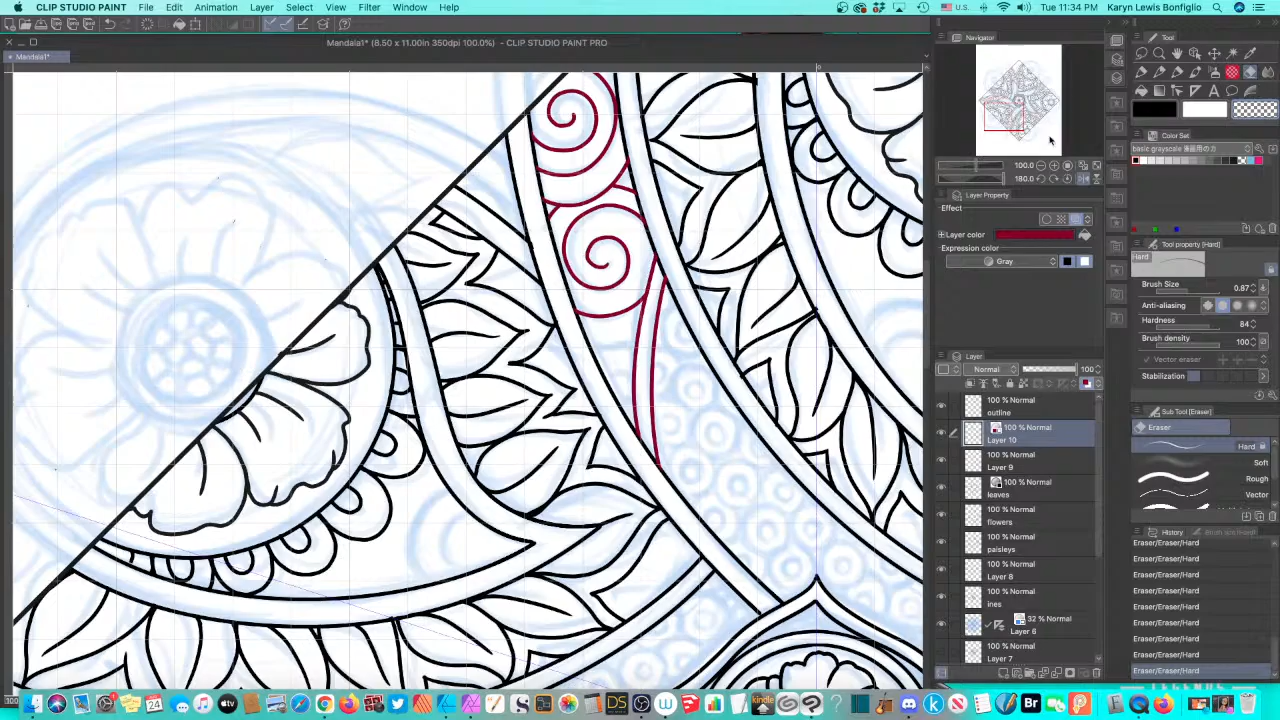 CLIP STUDIO PAINT File Edit Animation Layer Select View Filter Window Help
U.S. Tue 11:34 PM Karyn Lewis Bonfiglio
Mandala1* (8.50 x 11.00in 350dpi 100.0%) - CLIP STUDIO PAINT PRO
Mandala1*
Navigator
100.0
180.0
Layer Property
Effect
Layer color
Expression color
Gray
Layer
Normal 100
100 % Normal
outline
100 % Normal
Layer 10
100 % Normal
Layer 9
100 % Normal
leaves
100 % Normal
flowers
100 % Normal
paisleys
100 % Normal
Layer 8
100 % Normal
ines
32 % Normal
Layer 6
100 % Normal
Layer 7
Tool
Color Set
basic grayscale
Tool property [Hard]
Hard
Brush Size 0.87
Anti-aliasing
Hardness 84
Brush density 100
Vector eraser
Stabilization
Sub Tool [Eraser]
Eraser
Hard
Soft
Rough
Vector
History
Eraser/Eraser/Hard
Eraser/Eraser/Hard
Eraser/Eraser/Hard
Eraser/Eraser/Hard
Eraser/Eraser/Hard
Eraser/Eraser/Hard
Eraser/Eraser/Hard
Eraser/Eraser/Hard
Eraser/Eraser/Hard
100
24
DS
kindle
Br